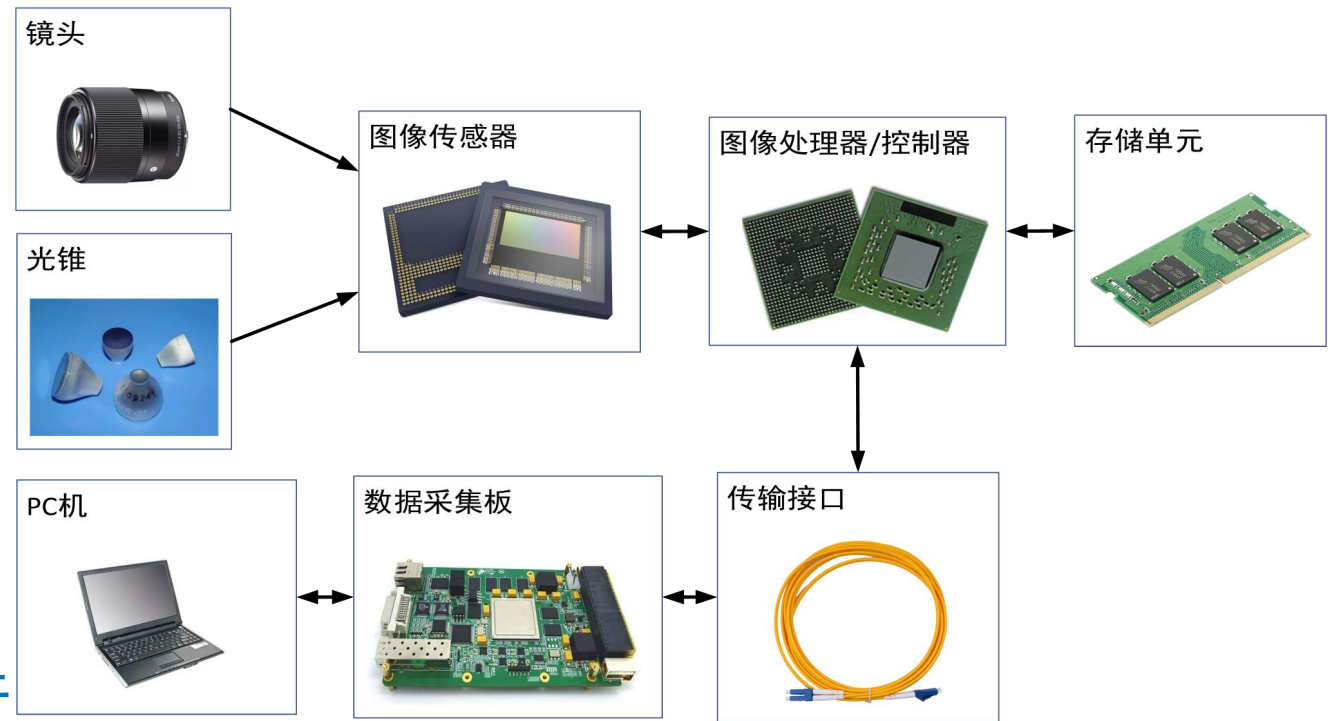 镜头
图像传感器
图像处理器/控制器
存储单元
光锥
PC机
数据采集板
传输接口